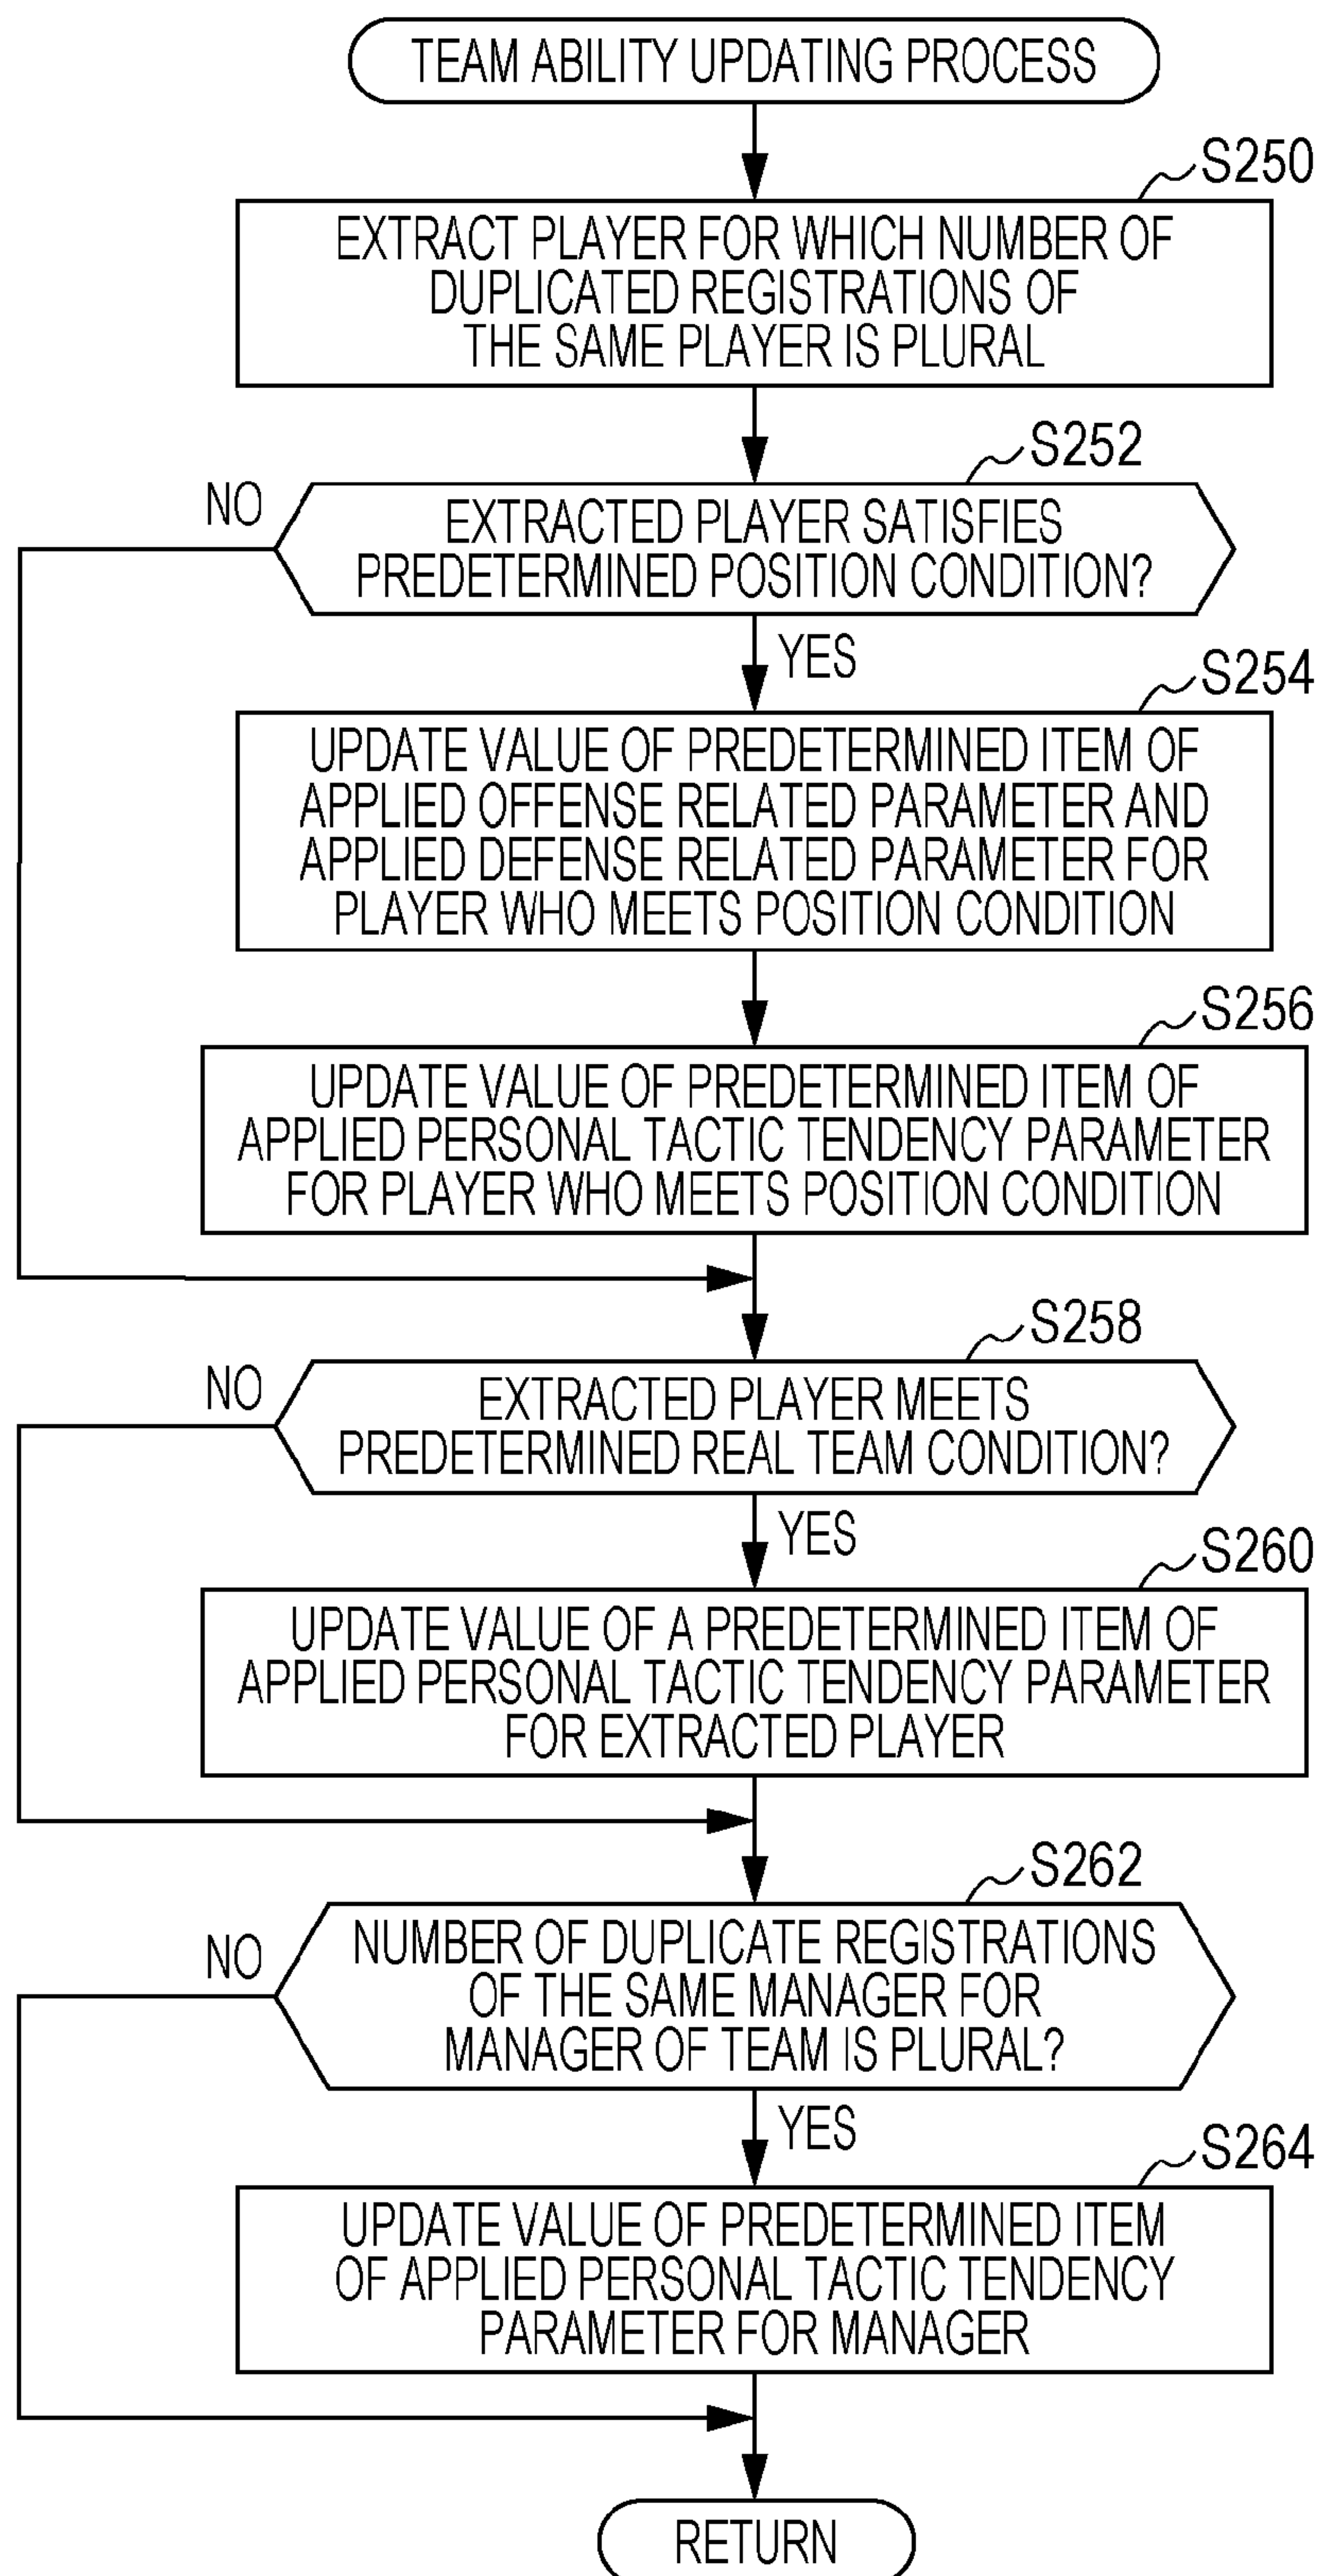 TEAM ABILITY UPDATING PROCESS
S250
EXTRACT PLAYER FOR WHICH NUMBER OF
DUPLICATED REGISTRATIONS OF
THE SAME PLAYER IS PLURAL
S252
NO
EXTRACTED PLAYER SATISFIES
PREDETERMINED POSITION CONDITION?
YES
S254
UPDATE VALUE OF PREDETERMINED ITEM OF
APPLIED OFFENSE RELATED PARAMETER AND
APPLIED DEFENSE RELATED PARAMETER FOR
PLAYER WHO MEETS POSITION CONDITION
S256
UPDATE VALUE OF PREDETERMINED ITEM OF
APPLIED PERSONAL TACTIC TENDENCY PARAMETER
FOR PLAYER WHO MEETS POSITION CONDITION
S258
NO
EXTRACTED PLAYER MEETS
PREDETERMINED REAL TEAM CONDITION?
YES
S260
UPDATE VALUE OF A PREDETERMINED ITEM OF
APPLIED PERSONAL TACTIC TENDENCY PARAMETER
FOR EXTRACTED PLAYER
S262
NO
NUMBER OF DUPLICATE REGISTRATIONS
OF THE SAME MANAGER FOR
MANAGER OF TEAM IS PLURAL?
YES
S264
UPDATE VALUE OF PREDETERMINED ITEM
OF APPLIED PERSONAL TACTIC TENDENCY
PARAMETER FOR MANAGER
RETURN